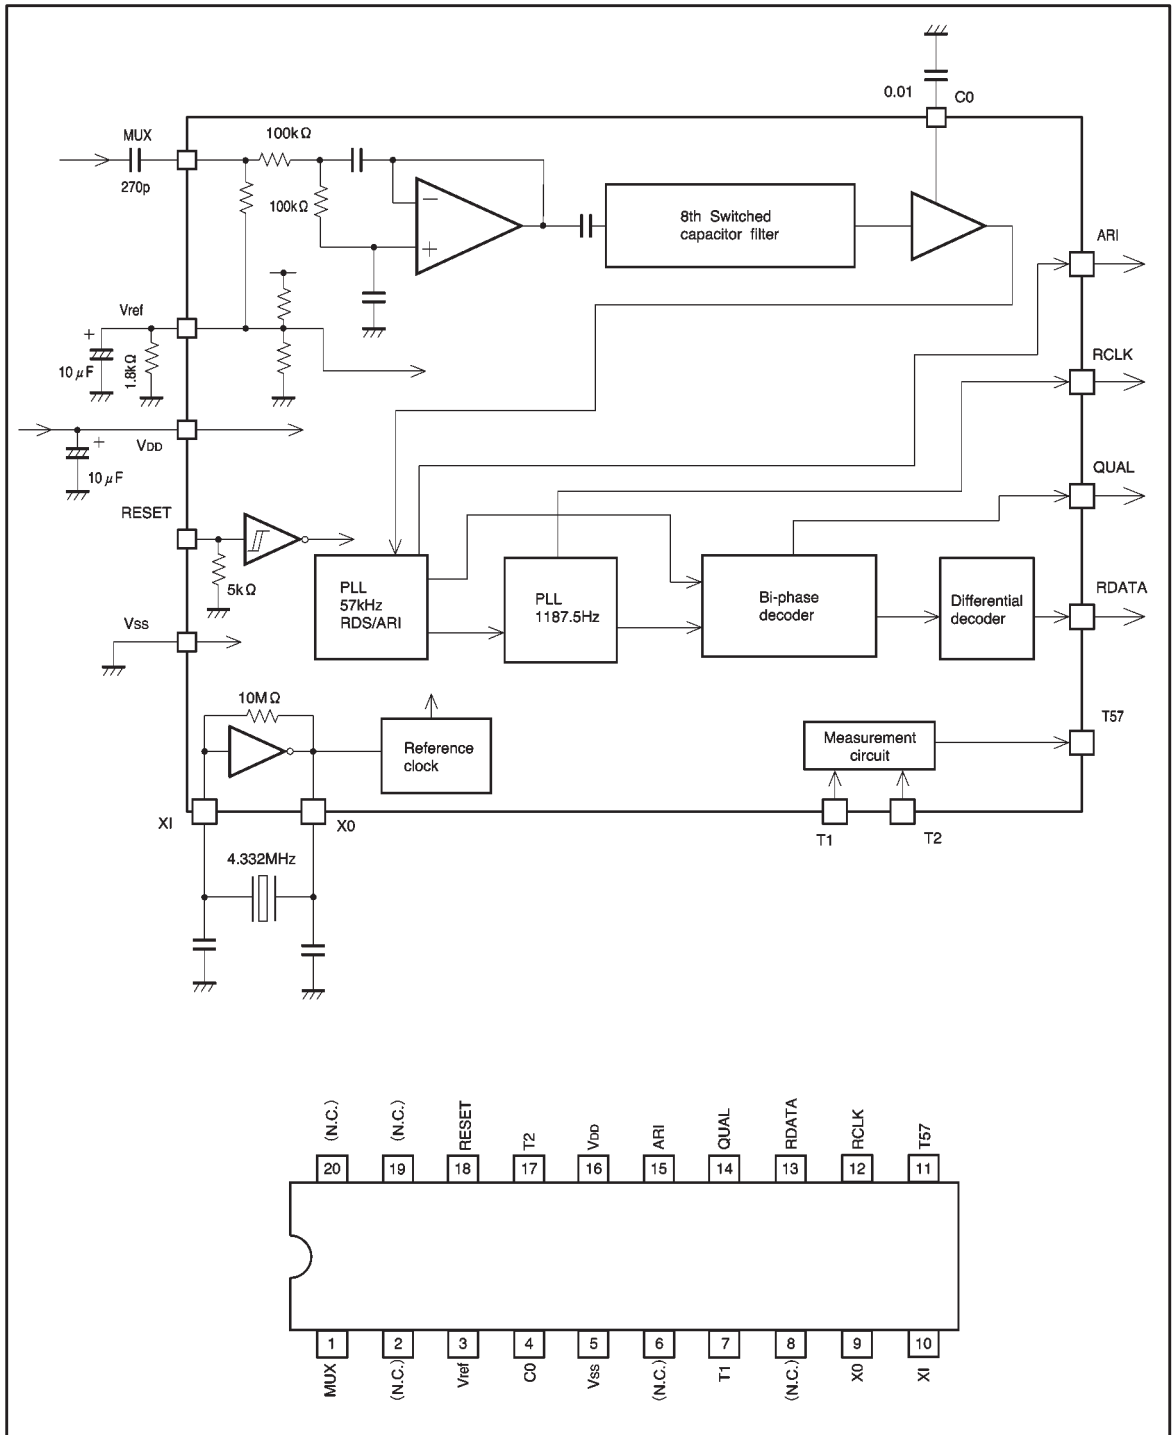 0.01
C0
MUX
270p
100kΩ
100kΩ
−
+
8th Switched
capacitor filter
ARI
Vref
+
10μF
1.8kΩ
RCLK
VDD
+
10μF
QUAL
RESET
5kΩ
PLL
57kHz
RDS/ARI
PLL
1187.5Hz
Bi-phase
decoder
Differential
decoder
RDATA
Vss
10MΩ
Reference
clock
Measurement
circuit
T57
XI
X0
T1
T2
4.332MHz
(N.C.)
(N.C.)
RESET
T2
VDD
ARI
QUAL
RDATA
RCLK
T57
20
19
18
17
16
15
14
13
12
11
1
2
3
4
5
6
7
8
9
10
MUX
(N.C.)
Vref
C0
Vss
(N.C.)
T1
(N.C.)
X0
XI